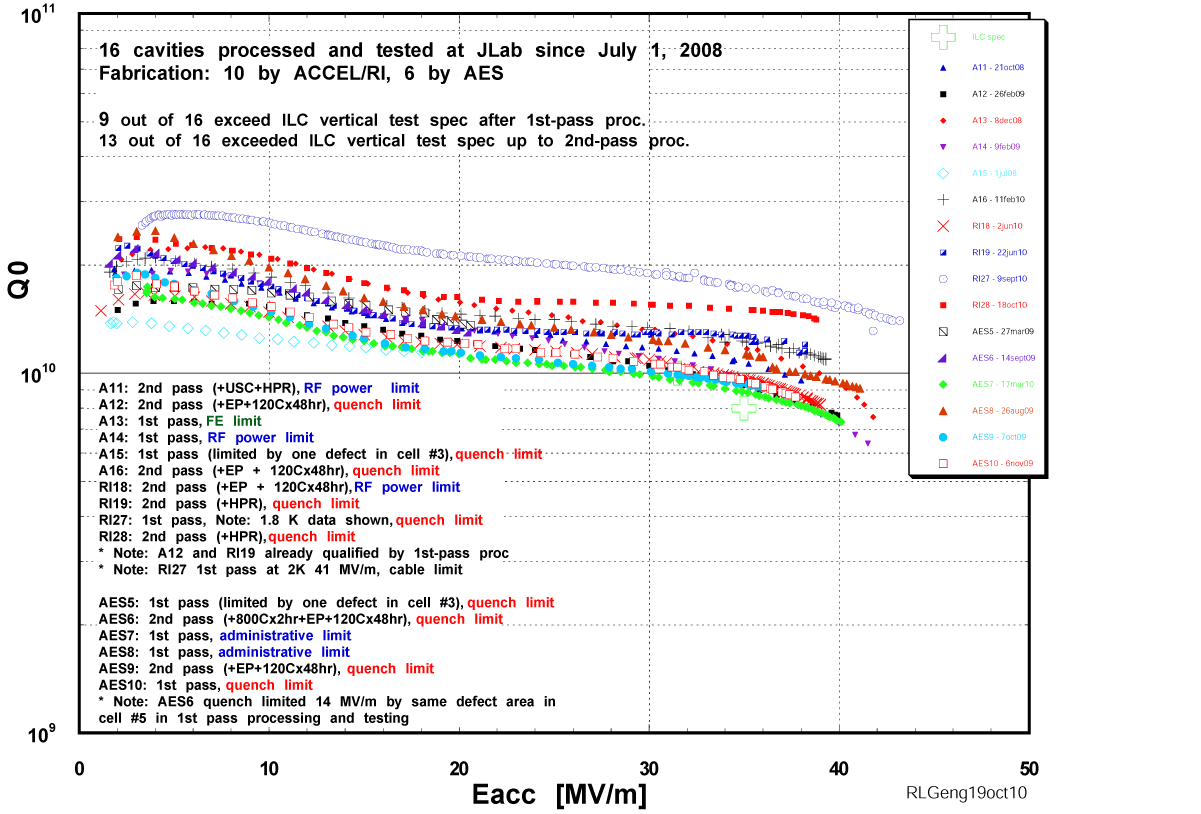 10^11
16 cavities processed and tested at JLab since July 1, 2008
Fabrication: 10 by ACCEL/RI, 6 by AES
9 out of 16 exceed ILC vertical test spec after 1st-pass proc.
13 out of 16 exceeded ILC vertical test spec up to 2nd-pass proc.
ILC spec
A11 - 21oct08
A12 - 26feb09
A13 - 8dec08
A14 - 9feb09
A15 - 1jul08
A16 - 11feb10
RI18 - 2jun10
RI19 - 22jun10
RI27 - 9sept10
RI28 - 18oct10
AES5 - 27mar09
AES6 - 14sept09
AES7 - 17mar10
AES8 - 26aug09
AES9 - 7oct09
AES10 - 6nov09
Q0
10^10
A11: 2nd pass (+USC+HPR), RF power limit
A12: 2nd pass (+EP+120Cx48hr), quench limit
A13: 1st pass, FE limit
A14: 1st pass, RF power limit
A15: 1st pass (limited by one defect in cell #3), quench limit
A16: 2nd pass (+EP + 120Cx48hr), quench limit
RI18: 2nd pass (+EP + 120Cx48hr), RF power limit
RI19: 2nd pass (+HPR), quench limit
RI27: 1st pass, Note: 1.8 K data shown, quench limit
RI28: 2nd pass (+HPR), quench limit
* Note: A12 and RI19 already qualified by 1st-pass proc
* Note: RI27 1st pass at 2K 41 MV/m, cable limit
AES5: 1st pass (limited by one defect in cell #3), quench limit
AES6: 2nd pass (+800Cx2hr+EP+120Cx48hr), quench limit
AES7: 1st pass, administrative limit
AES8: 1st pass, administrative limit
AES9: 2nd pass (+EP+120Cx48hr), quench limit
AES10: 1st pass, quench limit
* Note: AES6 quench limited 14 MV/m by same defect area in
cell #5 in 1st pass processing and testing
10^9
0 10 20 30 40 50
Eacc [MV/m]
RLGeng19oct10